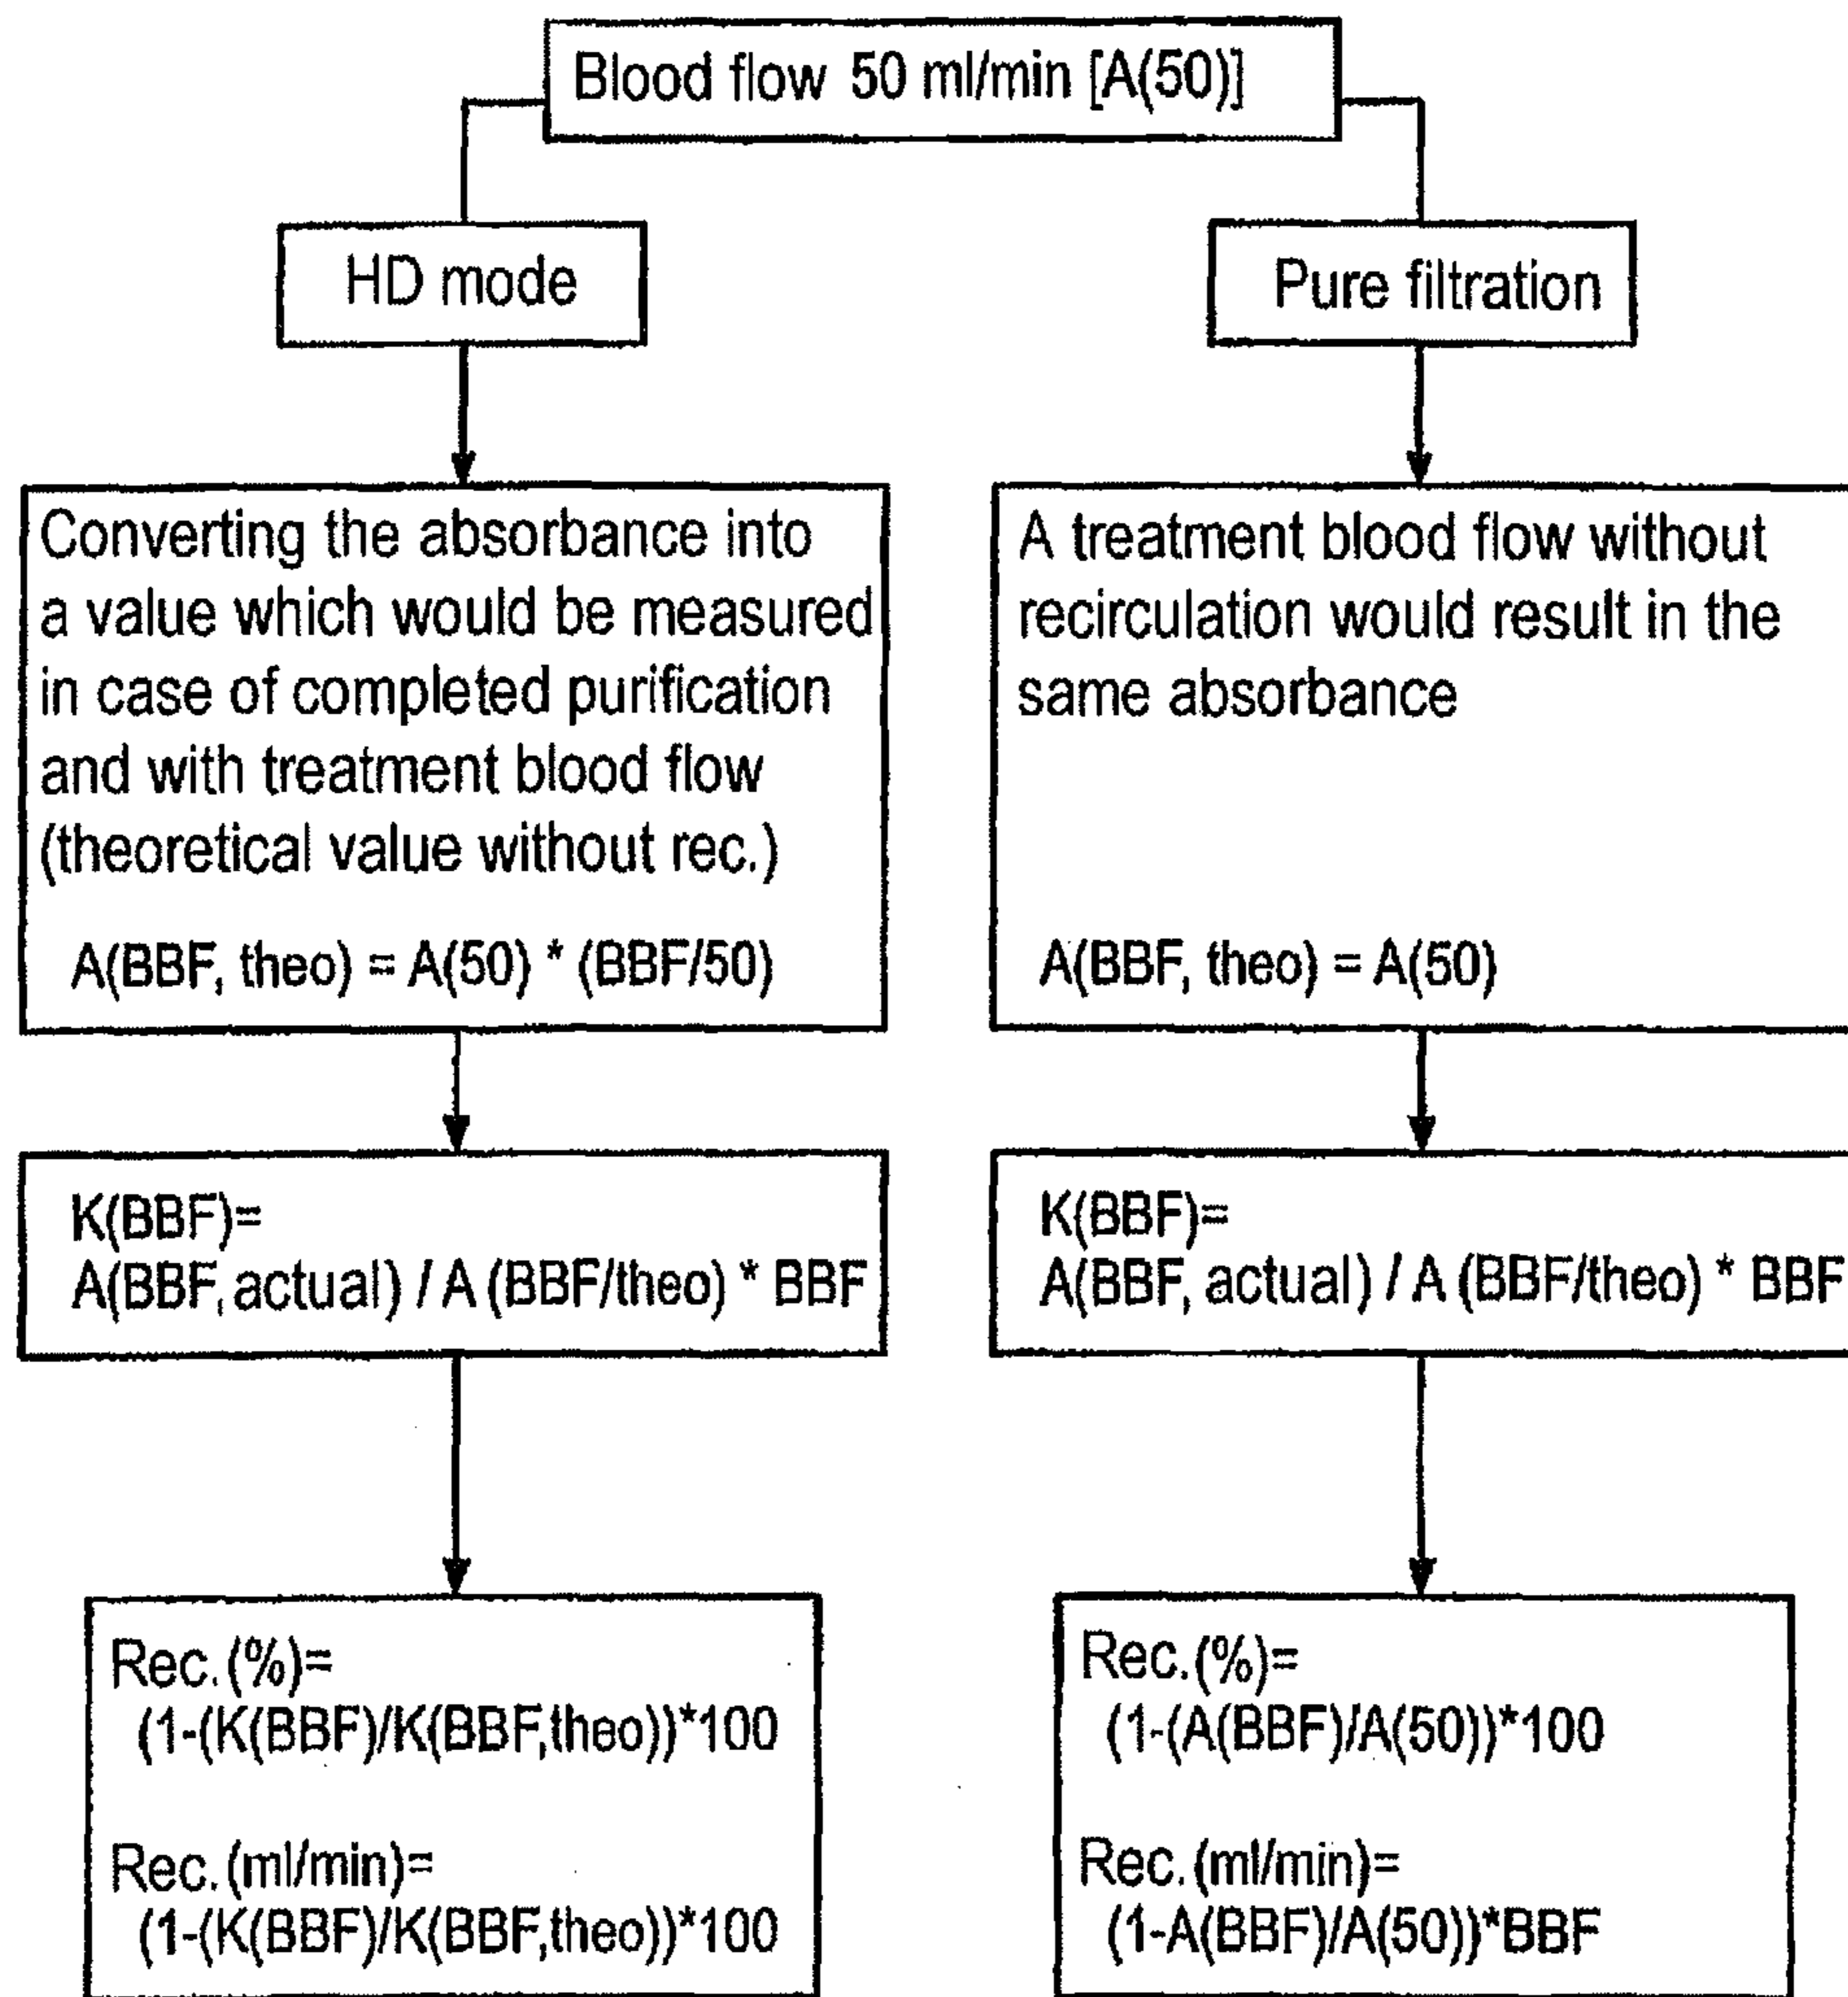 Blood flow 50 ml/min [A(50)]
HD mode
Pure filtration
Converting the absorbance into
a value which would be measured
in case of completed purification
and with treatment blood flow
(theoretical value without rec.)
A(BBF, theo) = A(50) * (BBF/50)
A treatment blood flow without
recirculation would result in the
same absorbance
A(BBF, theo) = A(50)
K(BBF)=
A(BBF, actual) / A (BBF/theo) * BBF
K(BBF)=
A(BBF, actual) / A (BBF/theo) * BBF
Rec.(%)=
(1-(K(BBF)/K(BBF,theo))*100
Rec.(ml/min)=
(1-(K(BBF)/K(BBF,theo))*100
Rec.(%)=
(1-(A(BBF)/A(50))*100
Rec.(ml/min)=
(1-A(BBF)/A(50))*BBF